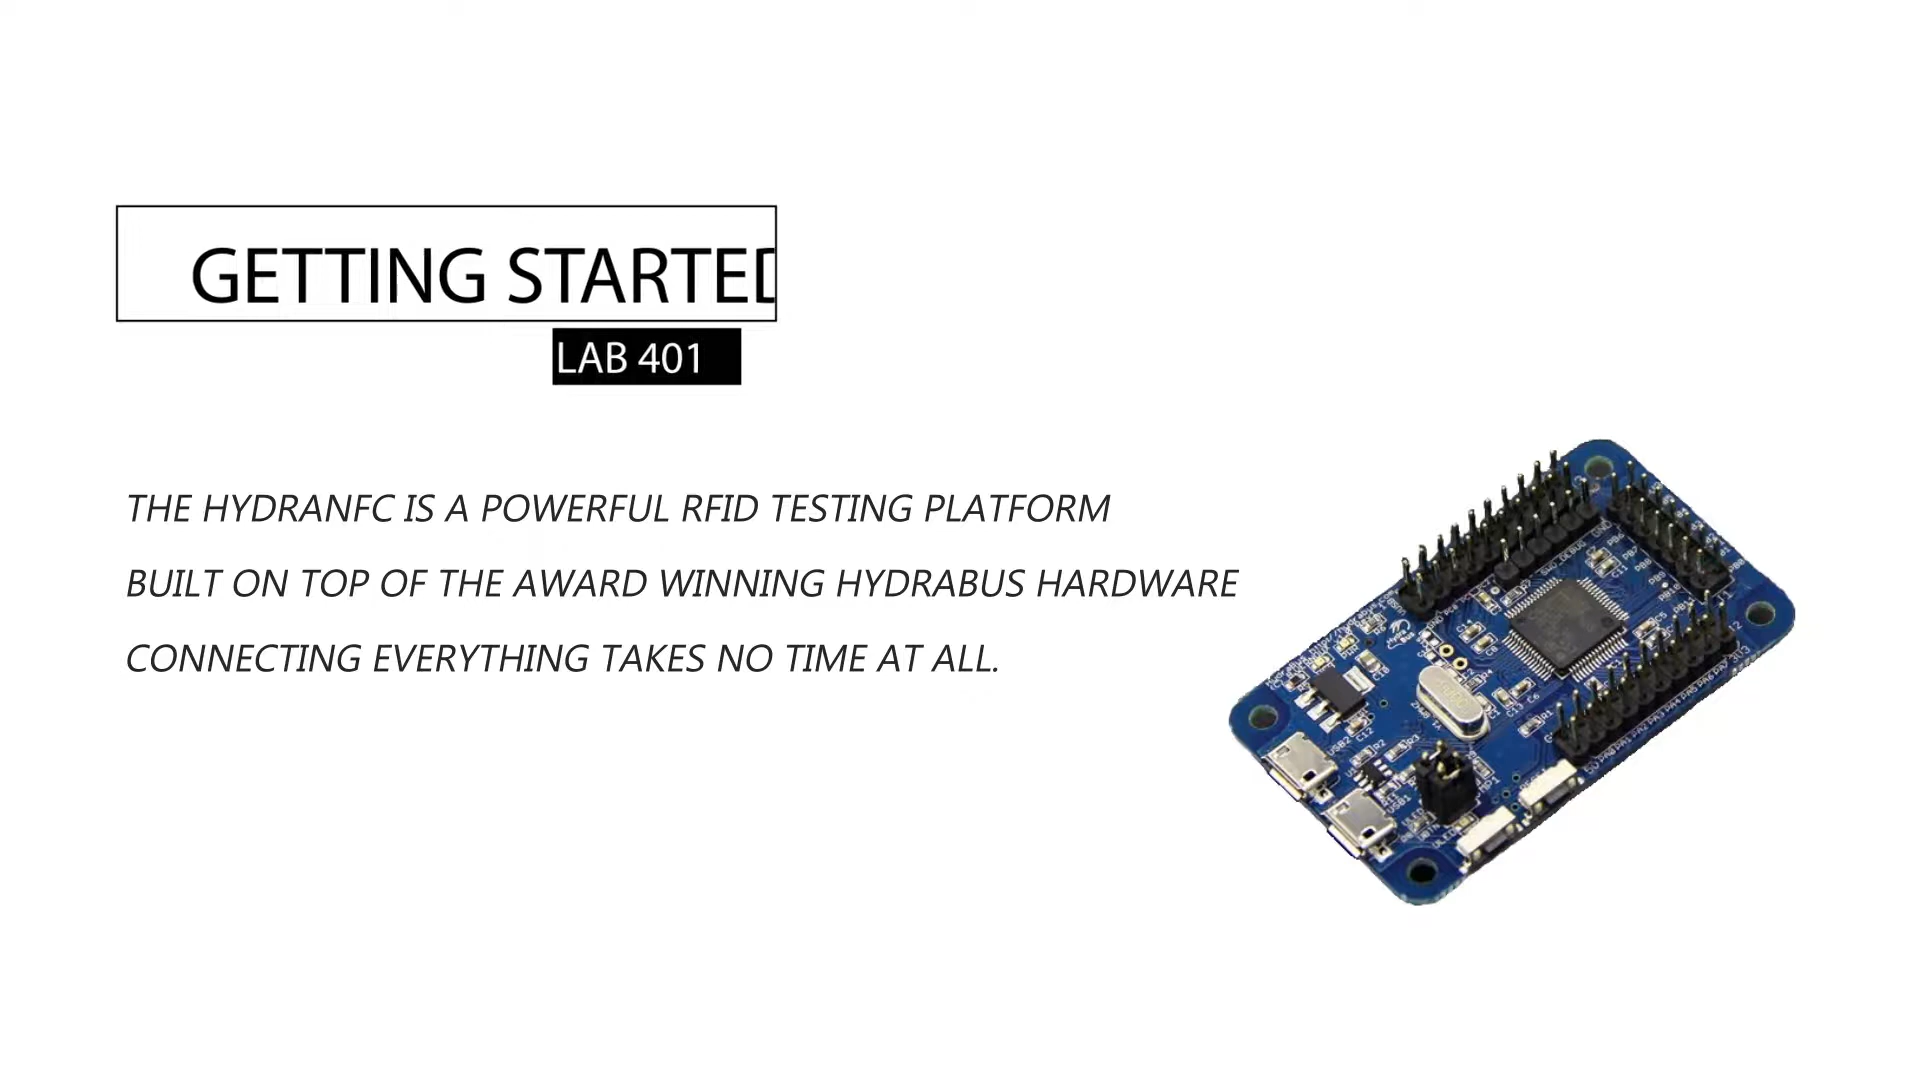 GETTING STARTED
LAB 401
THE HYDRANFC IS A POWERFUL RFID TESTING PLATFORM
BUILT ON TOP OF THE AWARD WINNING HYDRABUS HARDWARE
CONNECTING EVERYTHING TAKES NO TIME AT ALL.